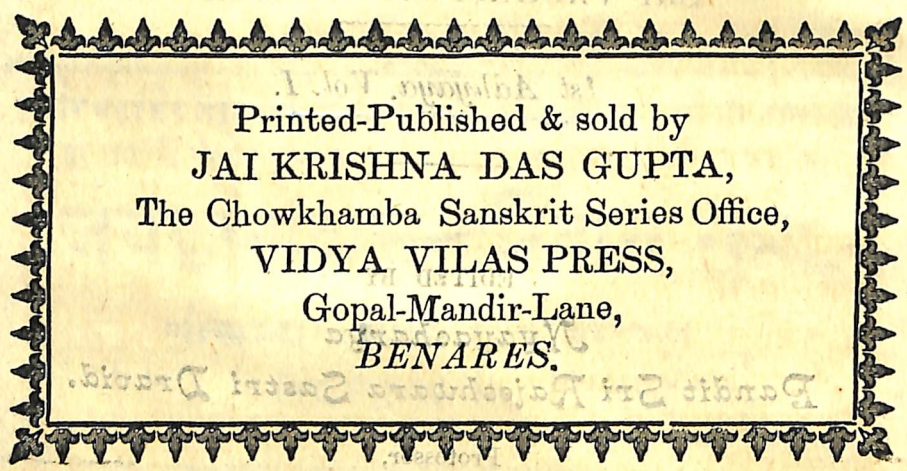 Printed-Published & sold by
JAI KRISHNA DAS GUPTA,
The Chowkhamba Sanskrit Series Office,
VIDYA VILAS PRESS,
Gopal-Mandir-Lane,
BENARES.